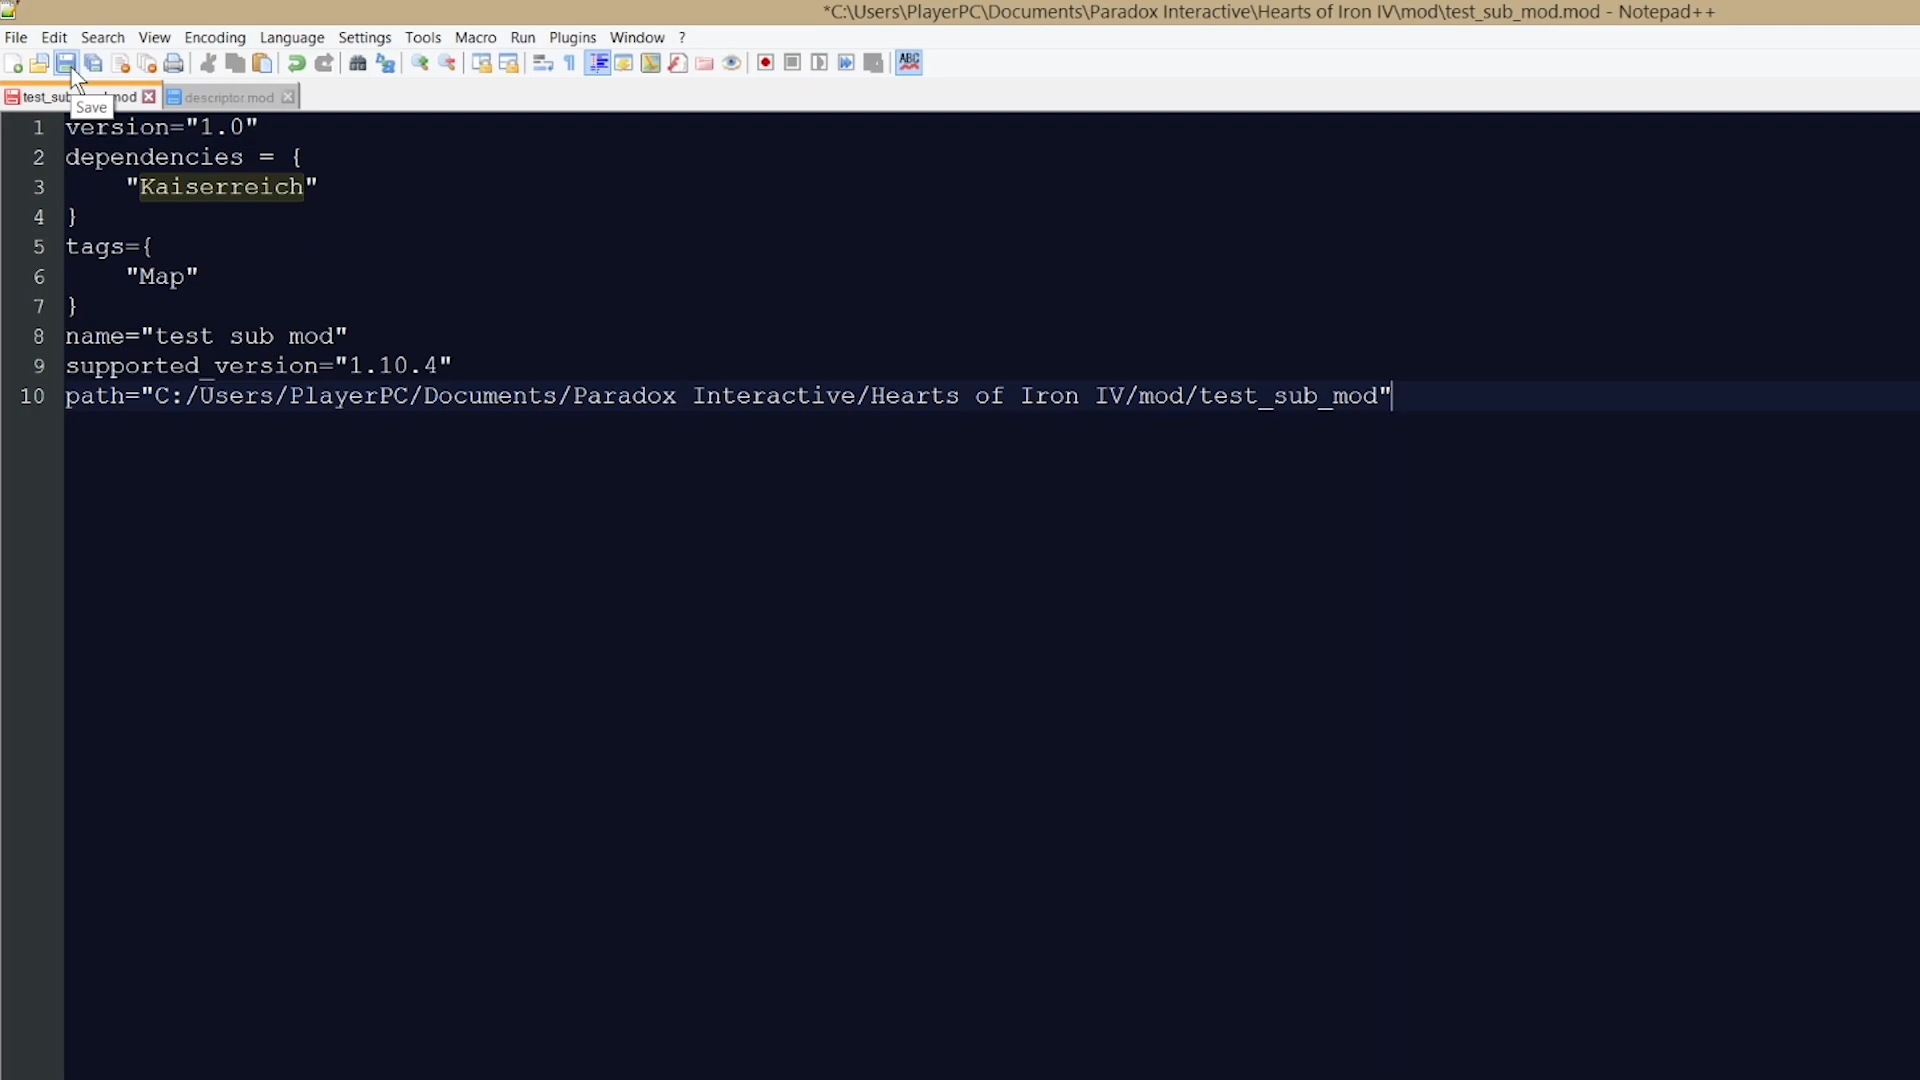 *C:\Users\PlayerPC\Documents\Paradox Interactive\Hearts of Iron IV\mod\test_sub_mod.mod - Notepad++
File Edit Search View Encoding Language Settings Tools Macro Run Plugins Window ?
ABC
test_sub mod descriptor.mod
Save
1 version="1.0"
2 dependencies = {
3 "Kaiserreich"
4 }
5 tags={
6 "Map"
7 }
8 name="test sub mod"
9 supported_version="1.10.4"
10 path="C:/Users/PlayerPC/Documents/Paradox Interactive/Hearts of Iron IV/mod/test_sub_mod"